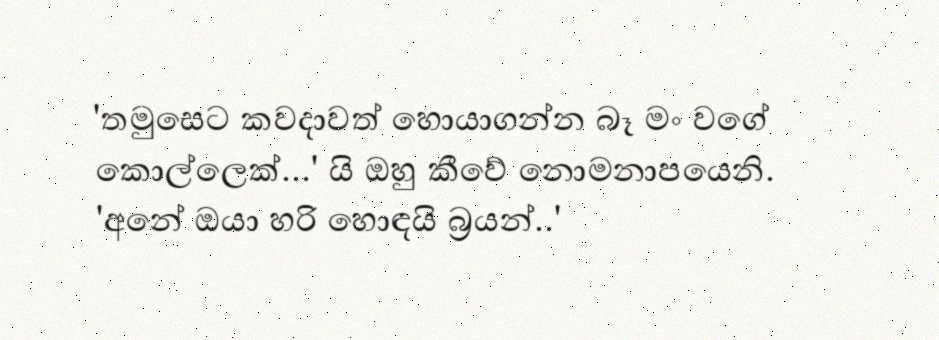 'තමුසෙට කවදාවත් හොයාගන්න බෑ මං වගේ
කොල්ලෙක්...' යි ඔහු කීවේ නොමනාපයෙනි.
'අනේ ඔයා හරි හොඳයි බ්‍රයන්..'